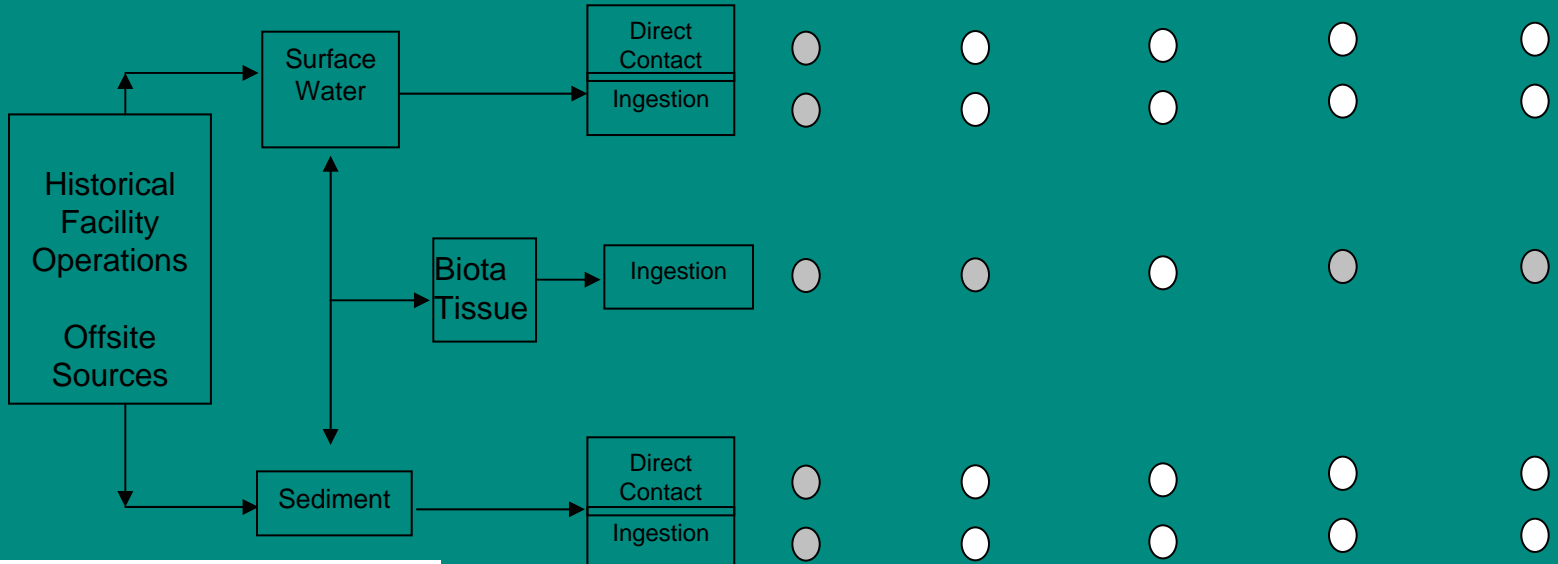 Historical
Facility
Operations
Offsite
Sources
Surface
Water
Direct
Contact
Ingestion
Biota
Tissue
Ingestion
Sediment
Direct
Contact
Ingestion